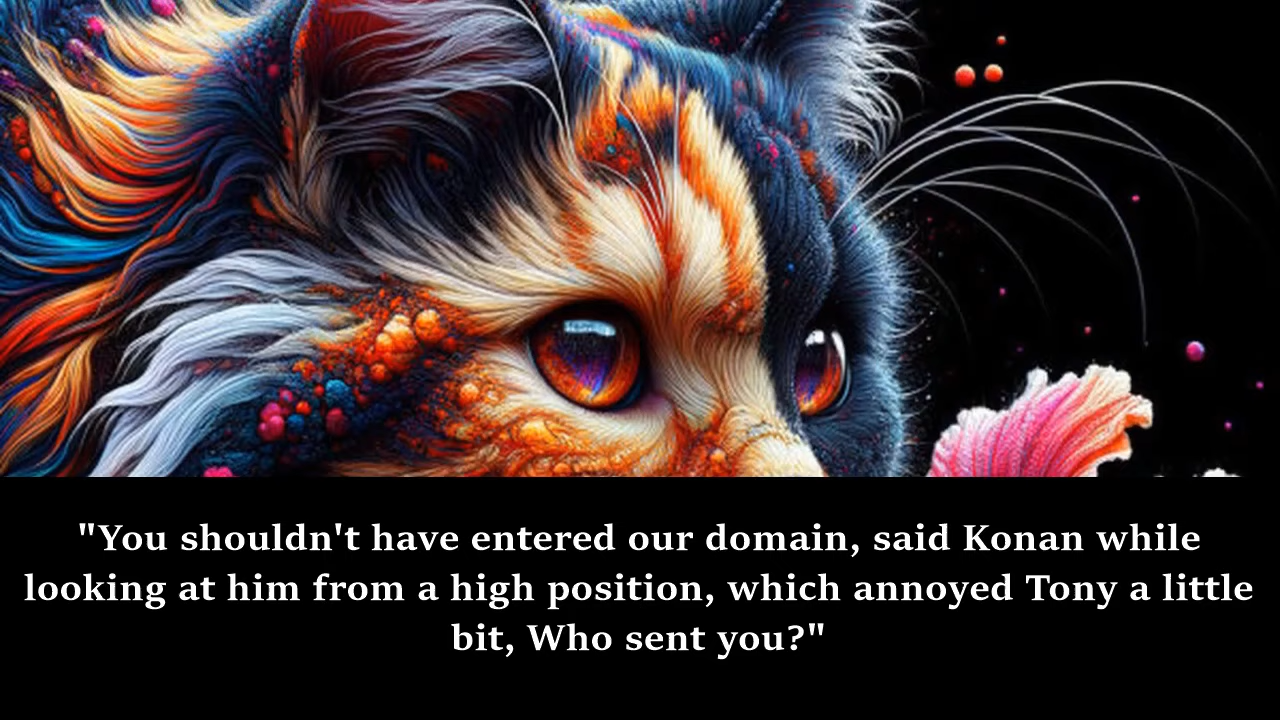 "You shouldn't have entered our domain, said Konan while
looking at him from a high position, which annoyed Tony a little
bit, Who sent you?"